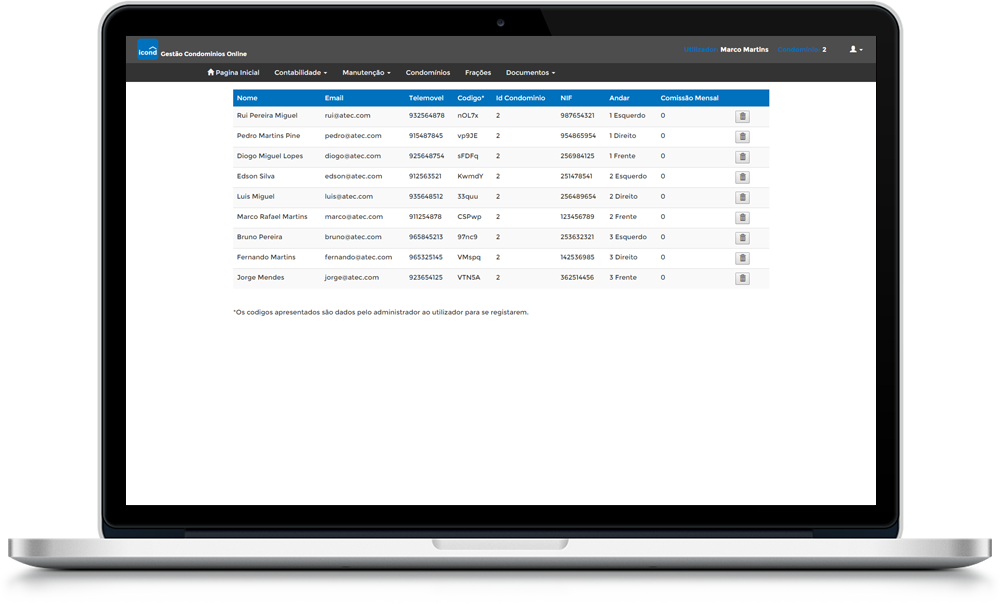 icond Gestão Condomínios Online Utilizador: Marco Martins Condomínio: 2
Pagina Inicial Contabilidade Manutenção Condomínios Frações Documentos
Nome Email Telemovel Codigo* Id Condominio NIF Andar Comissão Mensal
Rui Pereira Miguel rui@atec.com 932564878 nOL7x 2 987654321 1 Esquerdo 0
Pedro Martins Pine pedro@atec.com 915487845 vp9JE 2 954865954 1 Direito 0
Diogo Miguel Lopes diogo@atec.com 925648754 sFDFq 2 256984125 1 Frente 0
Edson Silva edson@atec.com 912563521 KwmdY 2 251478541 2 Esquerdo 0
Luis Miguel luis@atec.com 935648512 33quu 2 256489654 2 Direito 0
Marco Rafael Martins marco@atec.com 911254878 CSPwp 2 123456789 2 Frente 0
Bruno Pereira bruno@atec.com 965845213 97nc9 2 253632321 3 Esquerdo 0
Fernando Martins fernando@atec.com 965325145 VMspq 2 142536985 3 Direito 0
Jorge Mendes jorge@atec.com 923654125 VTN5A 2 362514456 3 Frente 0
*Os codigos apresentados são dados pelo administrador ao utilizador para se registarem.